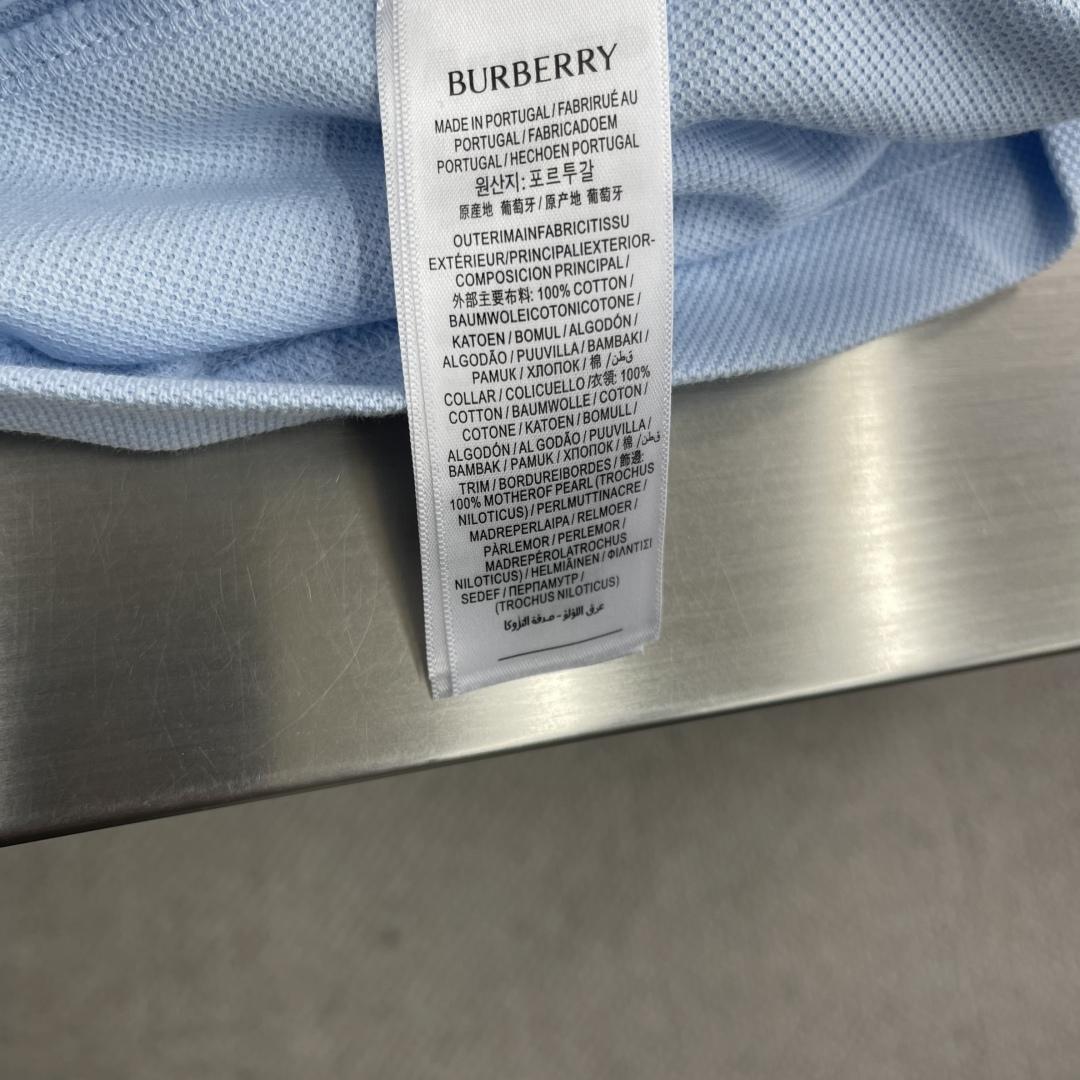 BURBERRY
MADE IN PORTUGAL / FABRIRUÉ AU
PORTUGAL / FABRICADOEM
PORTUGAL / HECHOEN PORTUGAL
원산지: 포르투갈
原産地 葡萄牙 / 原产地 葡萄牙
OUTERIMAINFABRICITISSU
EXTÉRIEUR/PRINCIPALIEXTERIOR-
COMPOSICION PRINCIPAL /
外部主要布料: 100% COTTON /
BAUMWOLEICOTONICOTONE /
KATOEN / BOMUL / ALGODÓN /
ALGODÃO / PUUVILLA / BAMBAKI /
PAMUK / ХЛОПОК / 棉 / قطن
COLLAR / COLICUELLO /衣領: 100%
COTTON / BAUMWOLLE / COTON /
COTONE / KATOEN / BOMULL /
ALGODÓN / AL GODÃO / PUUVILLA /
BAMBAK / PAMUK / ХЛОПОК / 棉 / قطن
TRIM / BORDUREIBORDES / 飾邊:
100% MOTHEROF PEARL (TROCHUS
NILOTICUS) / PERLMUTTINACRE /
MADREPERLAIPA / RELMOER /
PÀRLEMOR / PERLEMOR /
MADREPÉROLATROCHUS
NILOTICUS) / HELMIÄINEN / ΦΙΛΝΤΙΣΙ
SEDEF / ПЕРПАМУТР /
(TROCHUS NILOTICUS)
عرق اللؤلؤ - صدفة التروكا